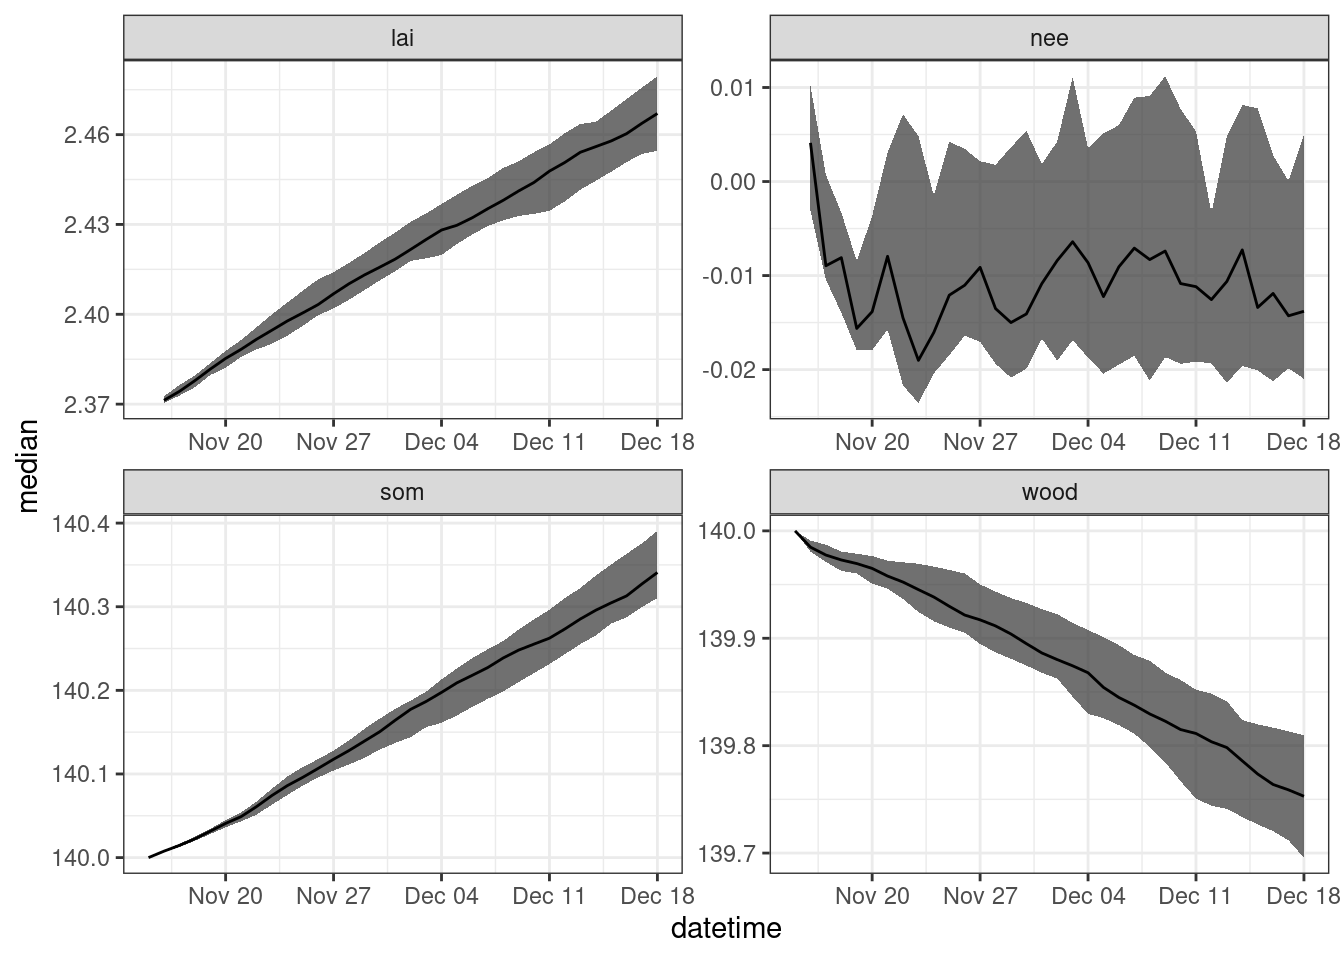 lai
nee
2.46
2.43
2.40
2.37
0.01
0.00
-0.01
-0.02
Nov 20 Nov 27 Dec 04 Dec 11 Dec 18
Nov 20 Nov 27 Dec 04 Dec 11 Dec 18
median
som
wood
140.4
140.3
140.2
140.1
140.0
140.0
139.9
139.8
139.7
Nov 20 Nov 27 Dec 04 Dec 11 Dec 18
Nov 20 Nov 27 Dec 04 Dec 11 Dec 18
datetime